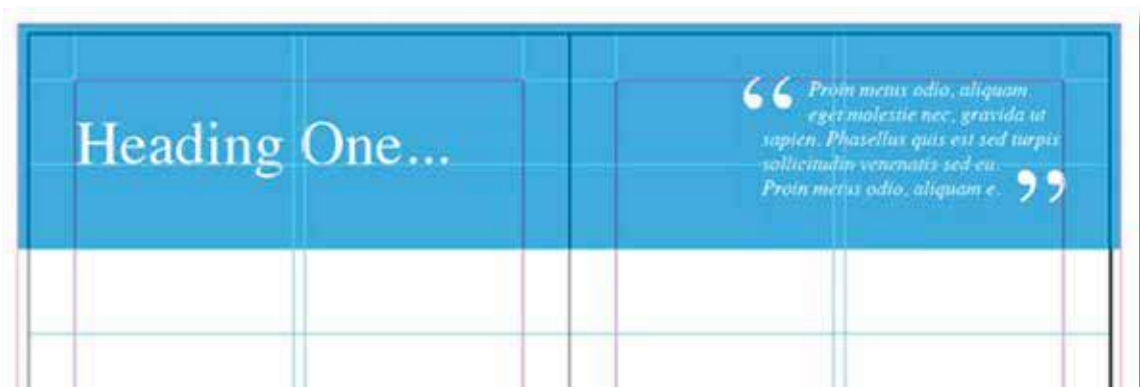 Heading One...
“ Proin metus odio, aliquam
eget molestie nec, gravida ut
sapien. Phasellus quis est sed turpis
sollicitudin venenatis sed eu.
Proin metus odio, aliquam e. ”